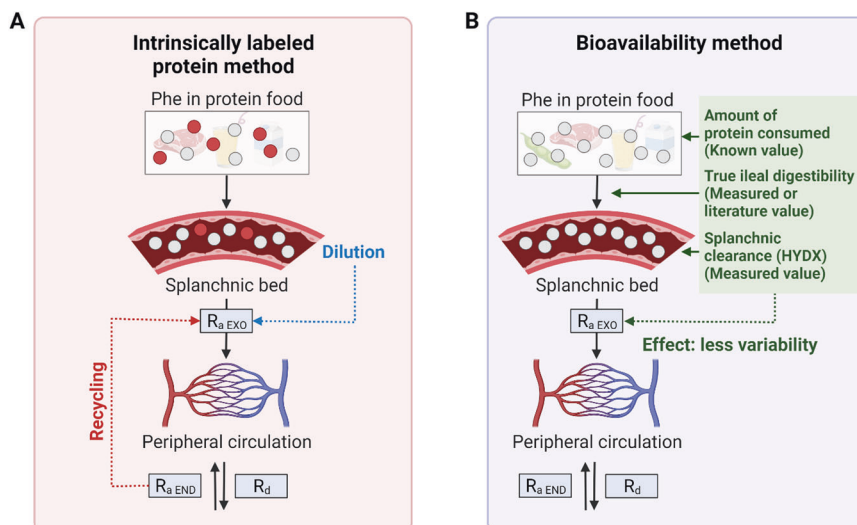 A
Intrinsically labeled
protein method
Phe in protein food
Dilution
Splanchnic bed
Ra EXO
Recycling
Peripheral circulation
Ra END
Rd
B
Bioavailability method
Phe in protein food
Amount of
protein consumed
(Known value)
True ileal digestibility
(Measured or
literature value)
Splanchnic
clearance (HYDX)
(Measured value)
Splanchnic bed
Ra EXO
Effect: less variability
Peripheral circulation
Ra END
Rd